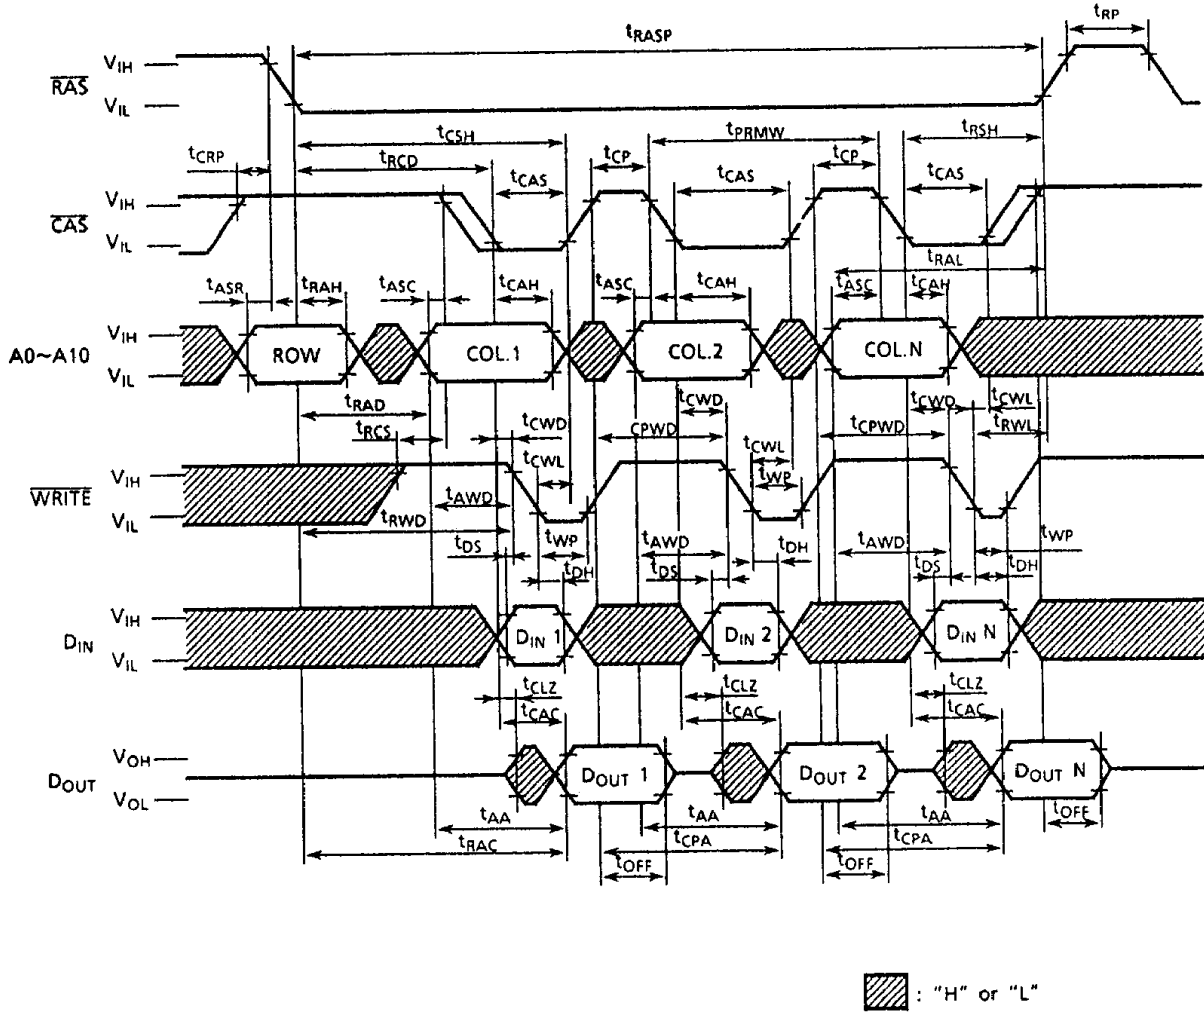 tRP
tRASP
VIH
RAS
VIL
tCSH
tPRMW
tRSH
tCRP
tRCD
tCP
tCP
tCAS
tCAS
tCAS
VIH
CAS
VIL
tRAL
tASR
tRAH
tASC
tCAH
tASC
tCAH
tASC
tCAH
VIH
A0~A10
VIL
ROW
COL.1
COL.2
COL.N
tRAD
tCWD
tCWD
tCWL
tRCS
tCWD
CPWD
tCPWD
tRWL
tCWL
tCWL
VIH
WRITE
VIL
tWP
tAWD
tRWD
tWP
tAWD
tDH
tAWD
tWP
tDS
tDH
tDS
tDS
tDH
VIH
DIN
VIL
DIN 1
DIN 2
DIN N
tCLZ
tCLZ
tCLZ
tCAC
tCAC
tCAC
VOH
DOUT
VOL
DOUT 1
DOUT 2
DOUT N
tAA
tAA
tAA
tOFF
tRAC
tCPA
tCPA
tOFF
tOFF
: "H" or "L"